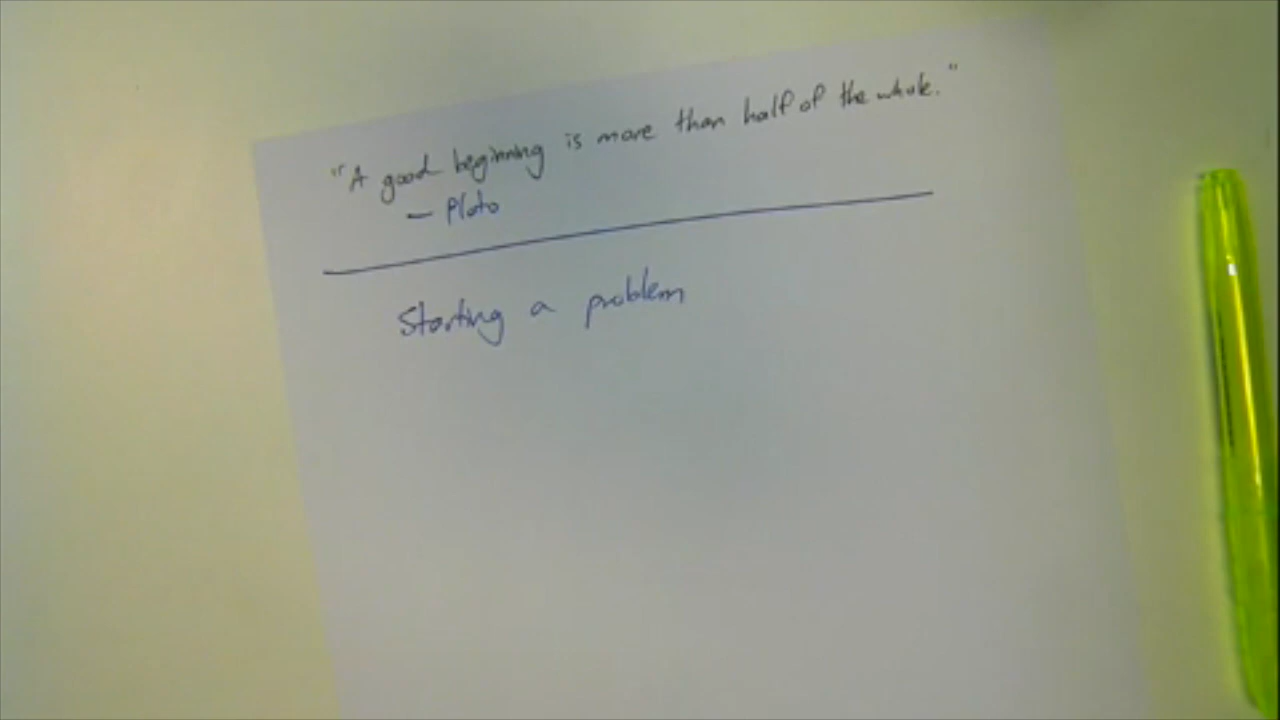 "A good beginning is more than half of the whole."
— Plato
Starting a problem